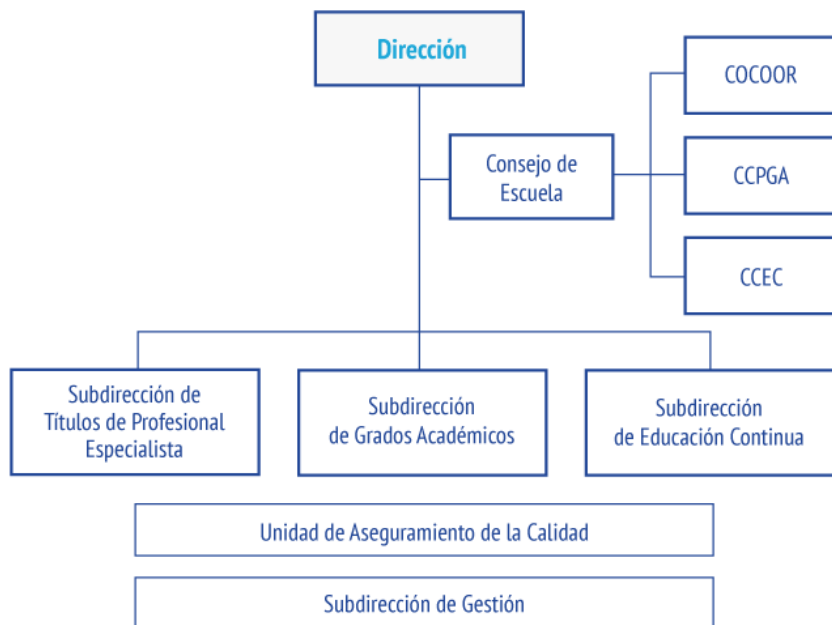 Dirección
COCOOR
Consejo de
Escuela
CCPGA
CCEC
Subdirección de
Títulos de Profesional
Especialista
Subdirección
de Grados Académicos
Subdirección
de Educación Continua
Unidad de Aseguramiento de la Calidad
Subdirección de Gestión